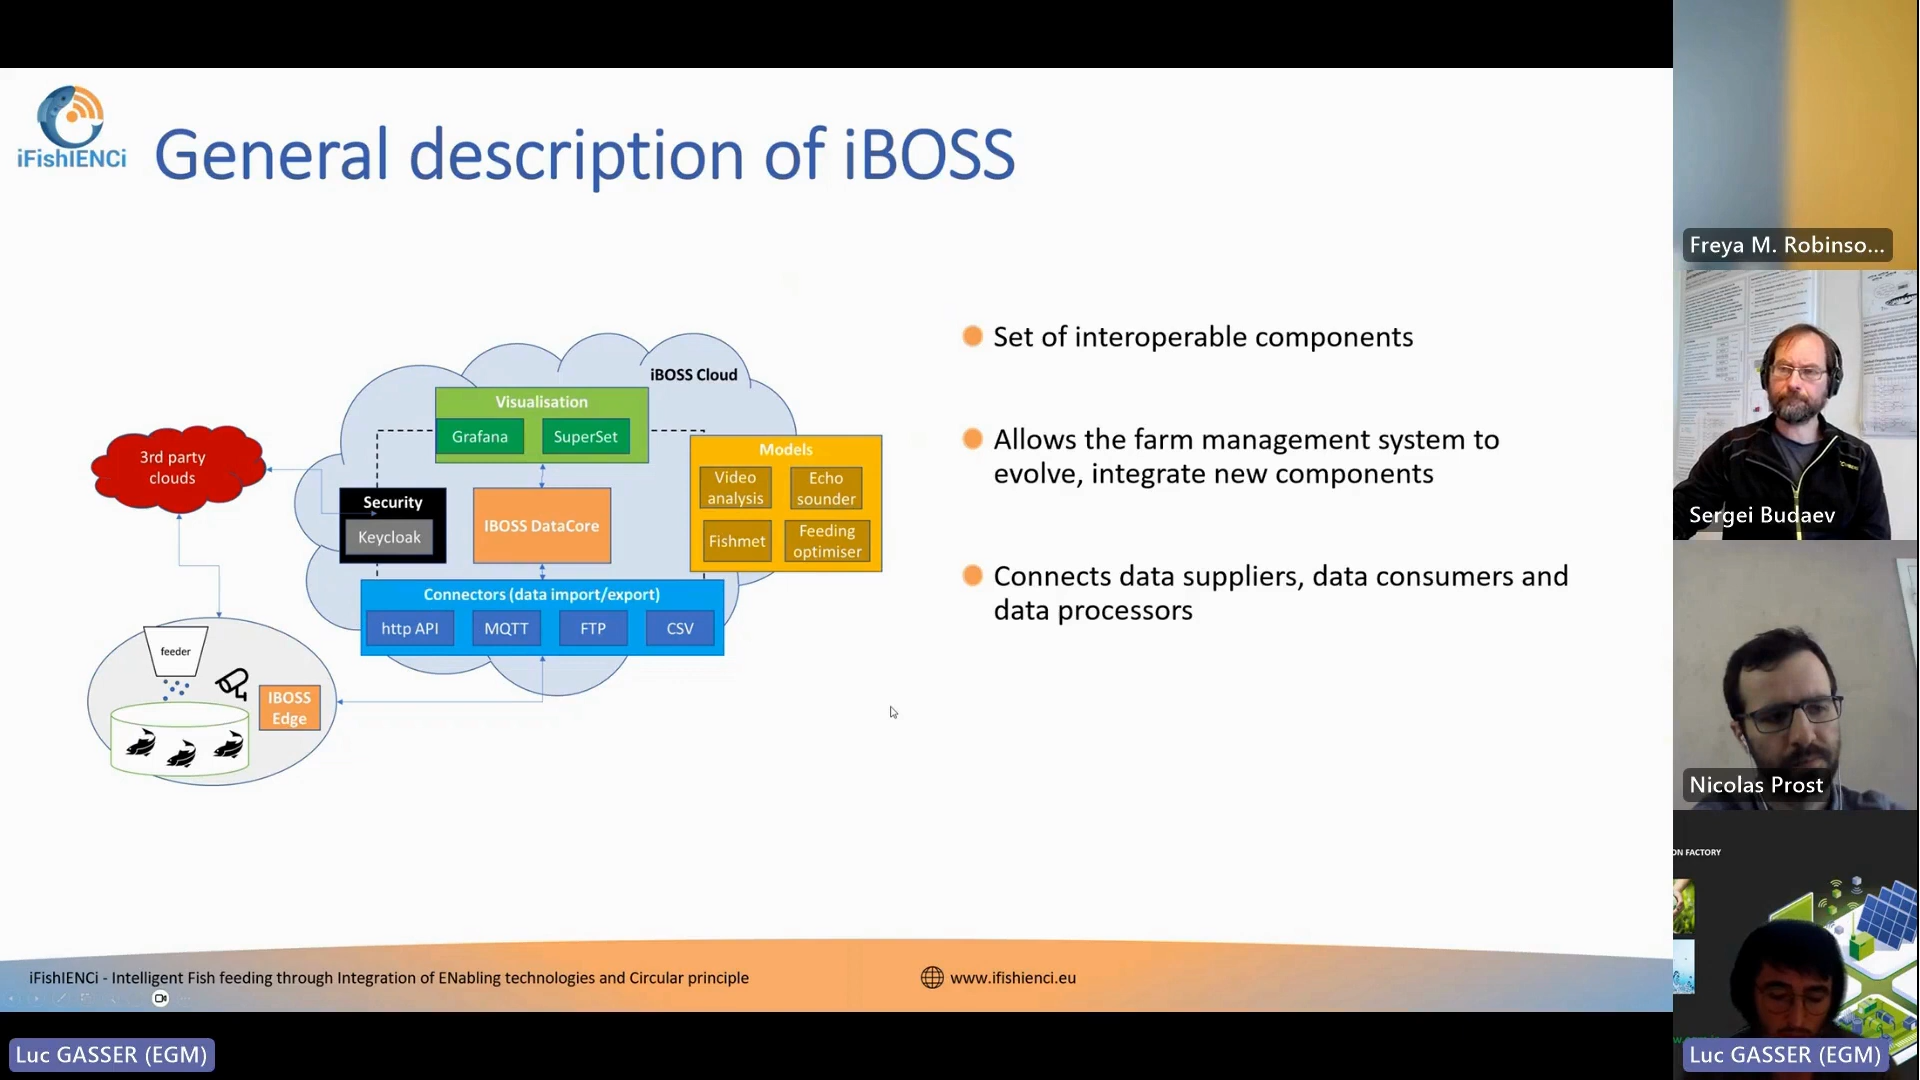 iFishIENCi
General description of iBOSS
iBOSS Cloud
Visualisation
Grafana
SuperSet
3rd party
clouds
Security
Keycloak
IBOSS DataCore
Models
Video
analysis
Echo
sounder
Fishmet
Feeding
optimiser
Connectors (data import/export)
http API
MQTT
FTP
CSV
feeder
IBOSS
Edge
Set of interoperable components
Allows the farm management system to
evolve, integrate new components
Connects data suppliers, data consumers and
data processors
iFishIENCi - Intelligent Fish feeding through Integration of ENabling technologies and Circular principle
www.ifishienci.eu
Luc GASSER (EGM)
Freya M. Robinso...
Sergei Budaev
Nicolas Prost
ON FACTORY
Luc GASSER (EGM)